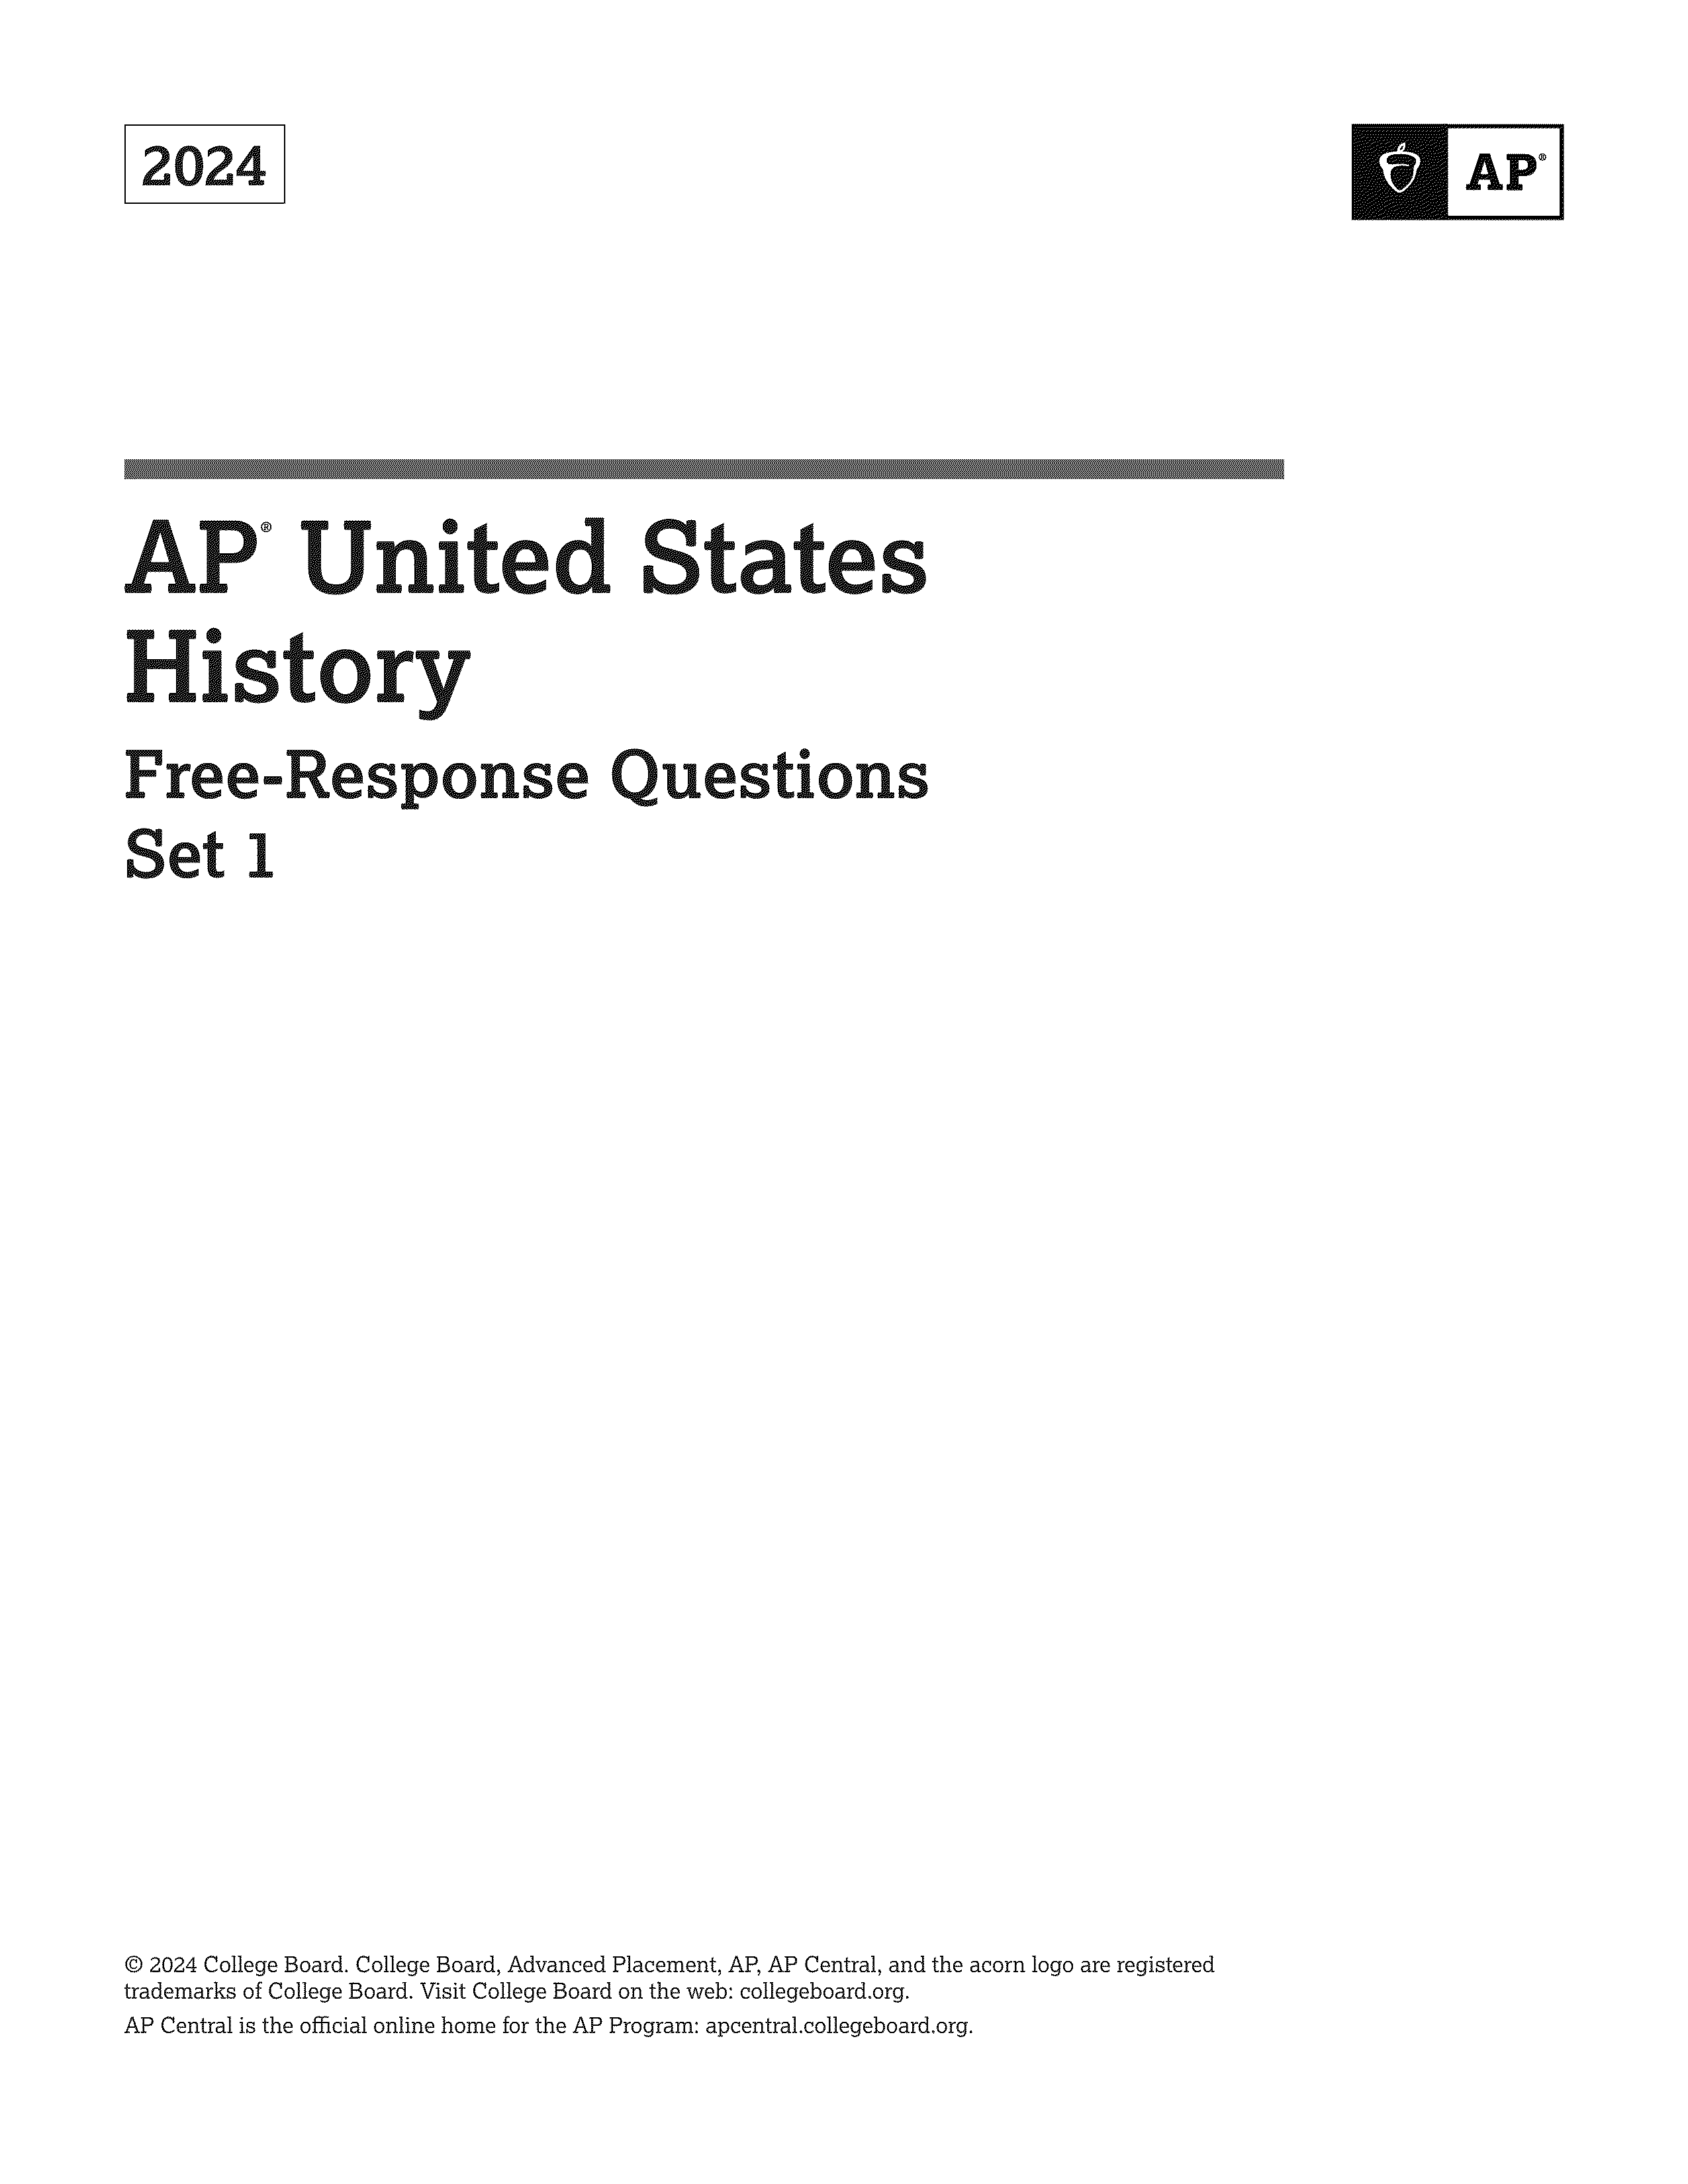 2024
AP®
AP® United States
History
Free-Response Questions
Set 1
© 2024 College Board. College Board, Advanced Placement, AP, AP Central, and the acorn logo are registered
trademarks of College Board. Visit College Board on the web: collegeboard.org.
AP Central is the official online home for the AP Program: apcentral.collegeboard.org.